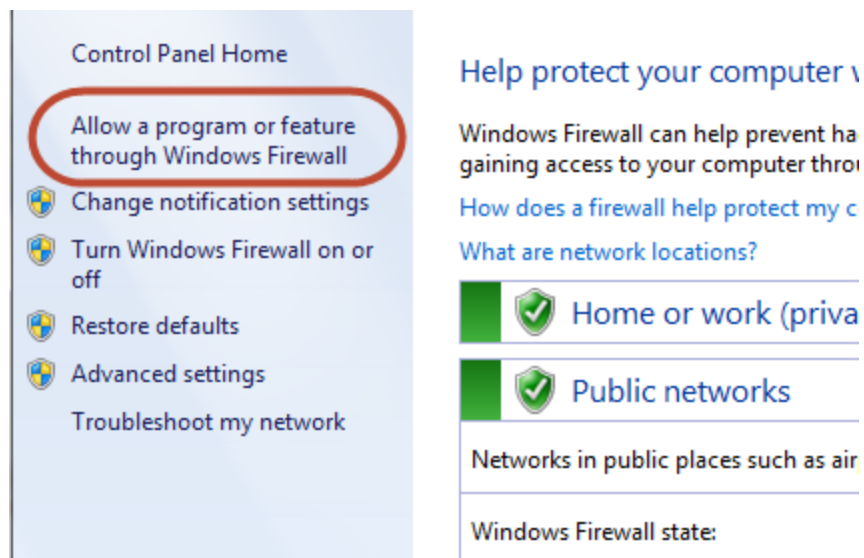 Control Panel Home
Allow a program or feature
through Windows Firewall
Change notification settings
Turn Windows Firewall on or
off
Restore defaults
Advanced settings
Troubleshoot my network
Help protect your computer
Windows Firewall can help prevent
gaining access to your computer
How does a firewall help protect my
What are network locations?
Home or work
Public networks
Networks in public places such as
Windows Firewall state: